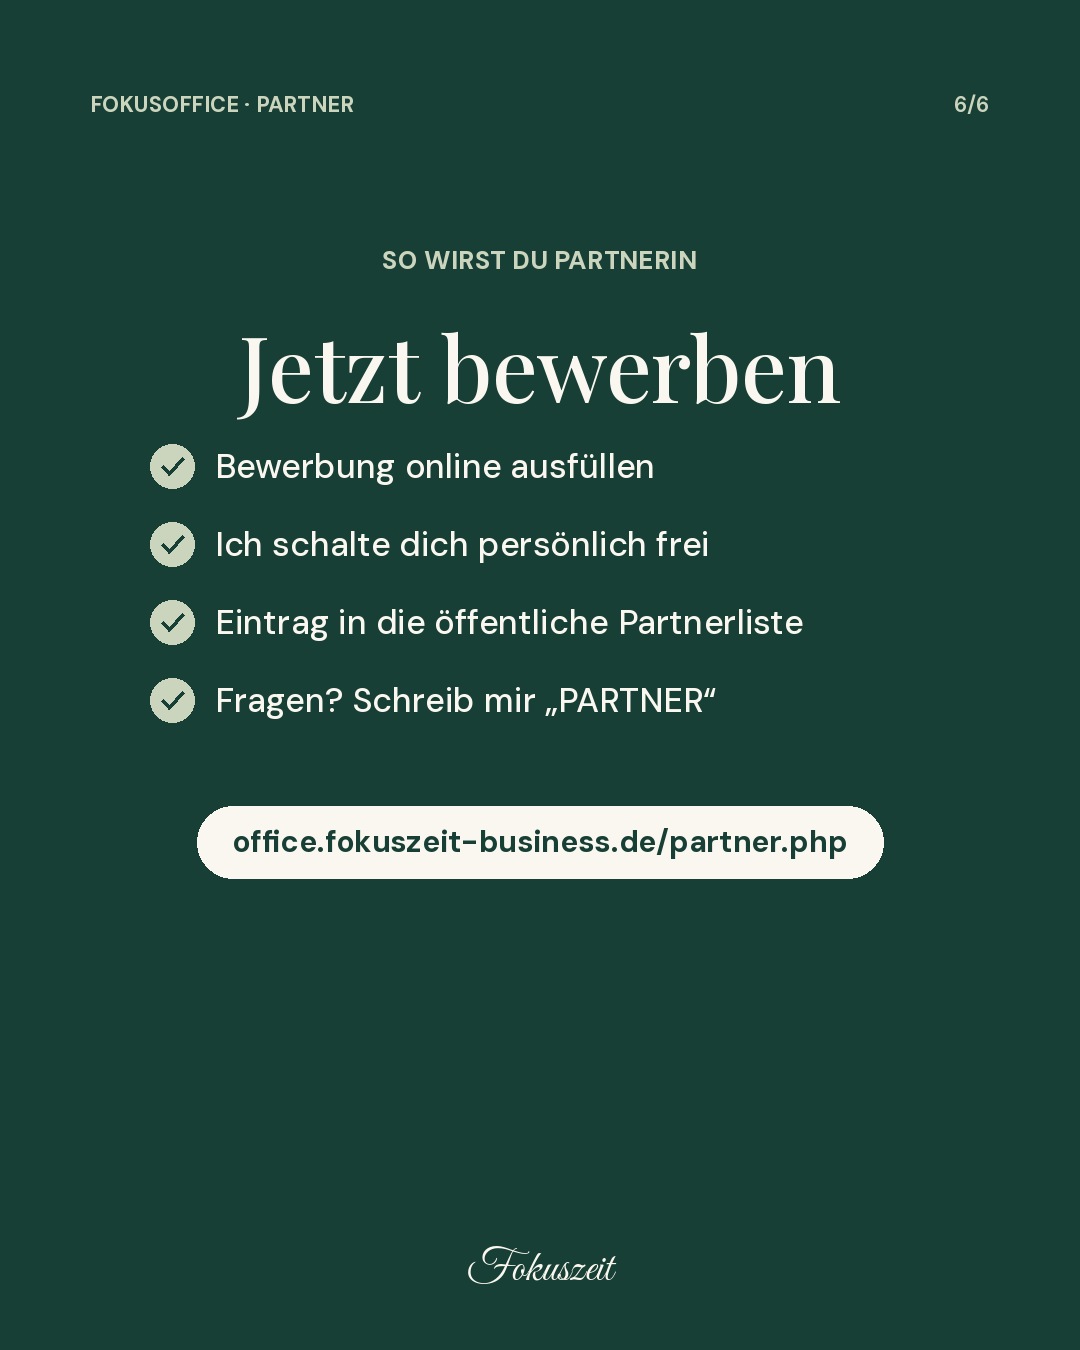 FOKUSOFFICE · PARTNER
6/6
SO WIRST DU PARTNERIN
Jetzt bewerben
Bewerbung online ausfüllen
Ich schalte dich persönlich frei
Eintrag in die öffentliche Partnerliste
Fragen? Schreib mir „PARTNER“
office.fokuszeit-business.de/partner.php
Fokuszeit